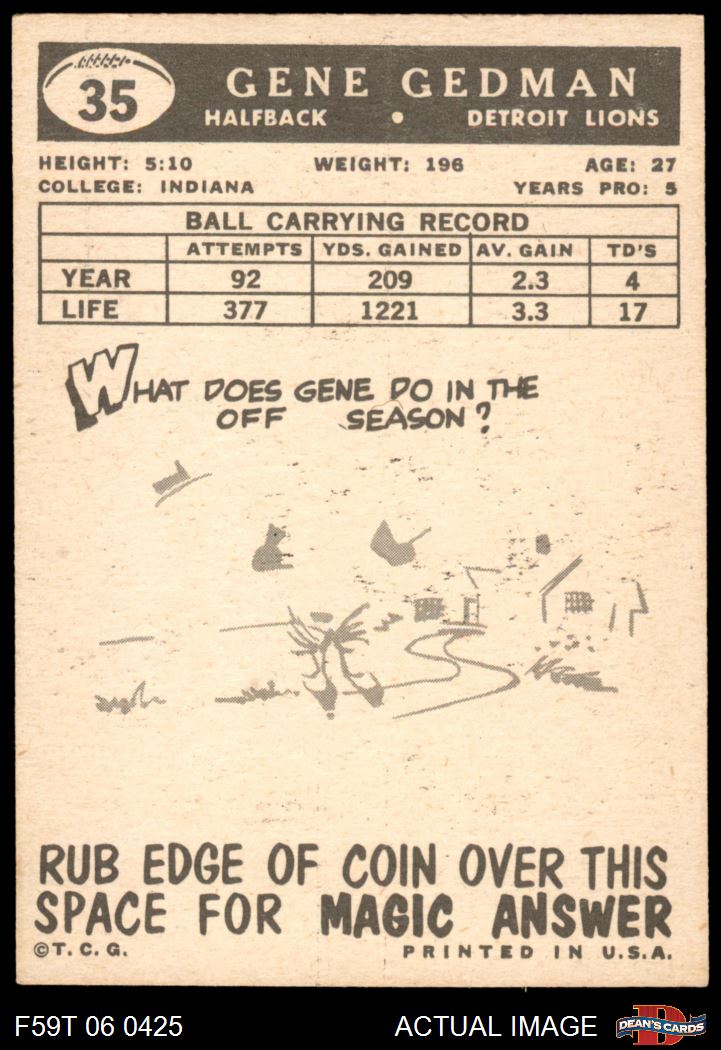 35
GENE GEDMAN
HALFBACK • DETROIT LIONS
HEIGHT: 5:10 WEIGHT: 196 AGE: 27
COLLEGE: INDIANA YEARS PRO: 5
BALL CARRYING RECORD
ATTEMPTS YDS. GAINED AV. GAIN TD'S
YEAR 92 209 2.3 4
LIFE 377 1221 3.3 17
WHAT DOES GENE DO IN THE
OFF SEASON?
RUB EDGE OF COIN OVER THIS
SPACE FOR MAGIC ANSWER
©T.C.G. PRINTED IN U.S.A.
F59T 06 0425 ACTUAL IMAGE DEAN'S CARDS